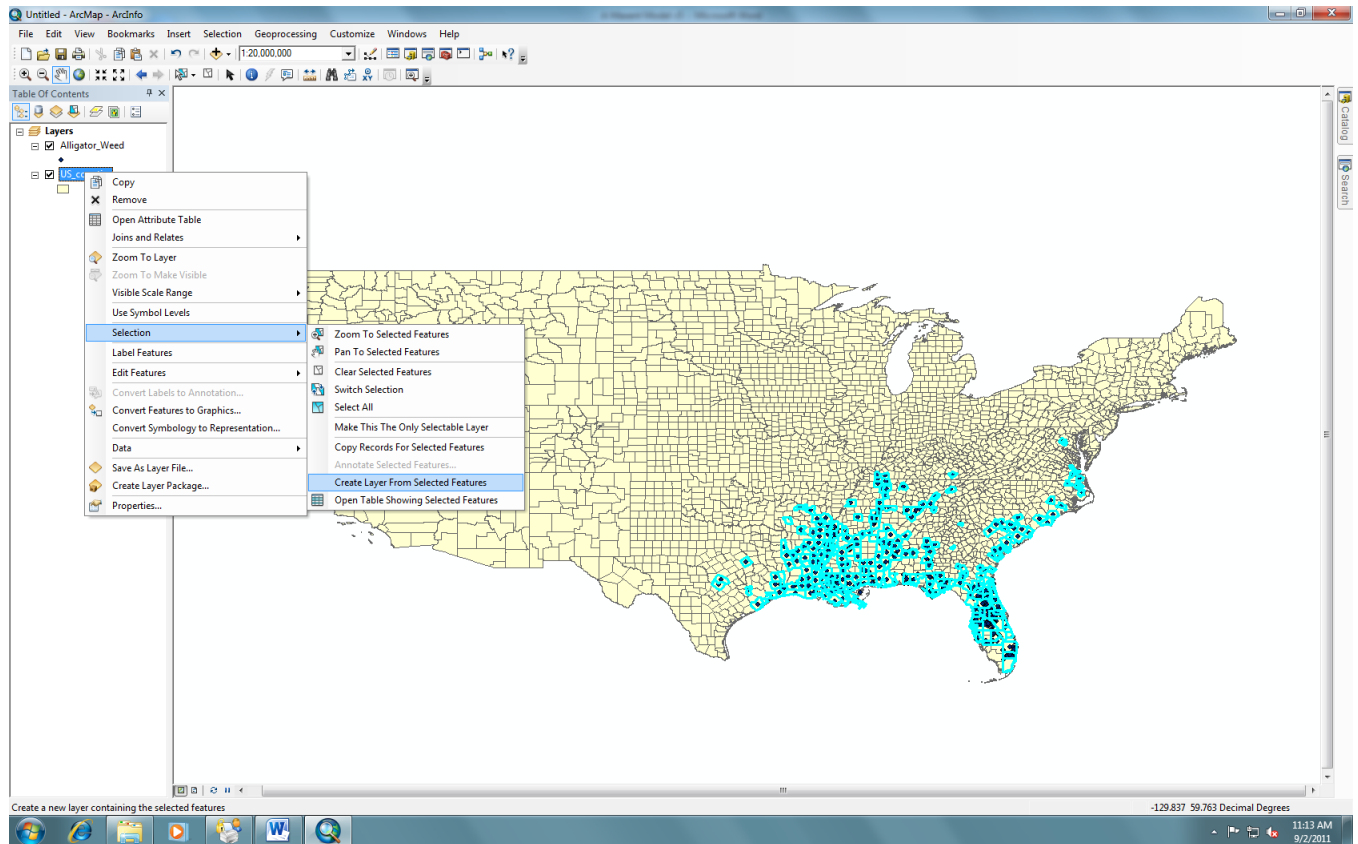 Untitled - ArcMap - ArcInfo
File Edit View Bookmarks Insert Selection Geoprocessing Customize Windows Help
1:20,000,000
Table Of Contents
Layers
Alligator_Weed
US_co
Copy
Remove
Open Attribute Table
Joins and Relates
Zoom To Layer
Zoom To Make Visible
Visible Scale Range
Use Symbol Levels
Selection
Label Features
Edit Features
Convert Labels to Annotation...
Convert Features to Graphics...
Convert Symbology to Representation...
Data
Save As Layer File...
Create Layer Package...
Properties...
Zoom To Selected Features
Pan To Selected Features
Clear Selected Features
Switch Selection
Select All
Make This The Only Selectable Layer
Copy Records For Selected Features
Annotate Selected Features...
Create Layer From Selected Features
Open Table Showing Selected Features
Catalog
Search
Create a new layer containing the selected features
-129.837 59.763 Decimal Degrees
11:13 AM
9/2/2011